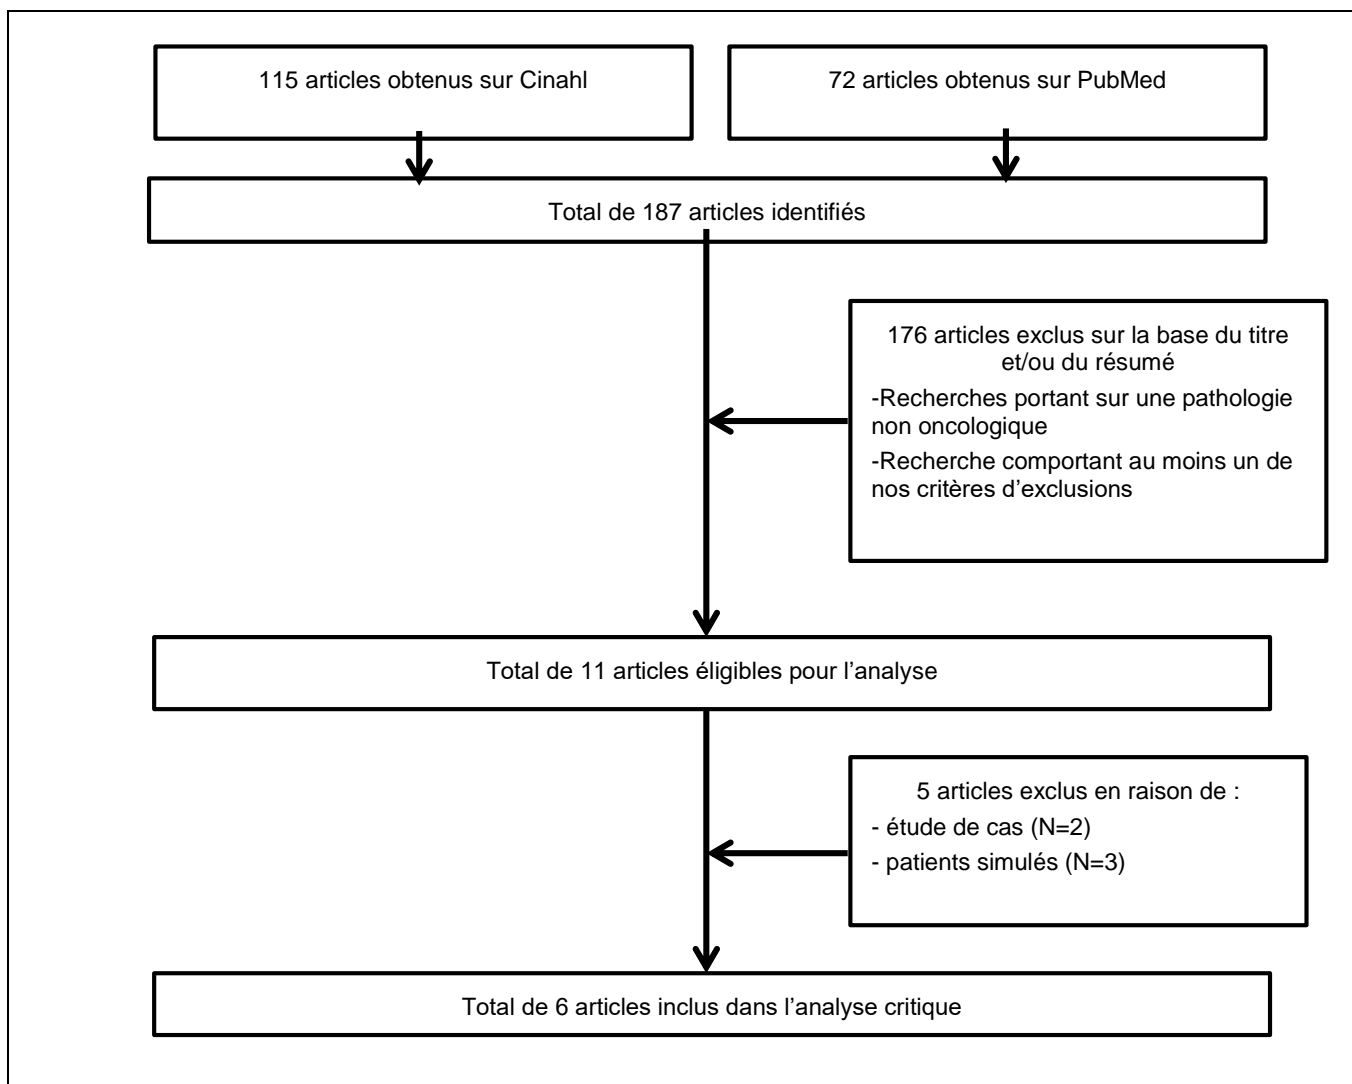 115 articles obtenus sur Cinahl
72 articles obtenus sur PubMed
Total de 187 articles identifiés
176 articles exclus sur la base du titre
et/ou du résumé
-Recherches portant sur une pathologie
non oncologique
-Recherche comportant au moins un de
nos critères d’exclusions
Total de 11 articles éligibles pour l’analyse
5 articles exclus en raison de :
- étude de cas (N=2)
- patients simulés (N=3)
Total de 6 articles inclus dans l’analyse critique